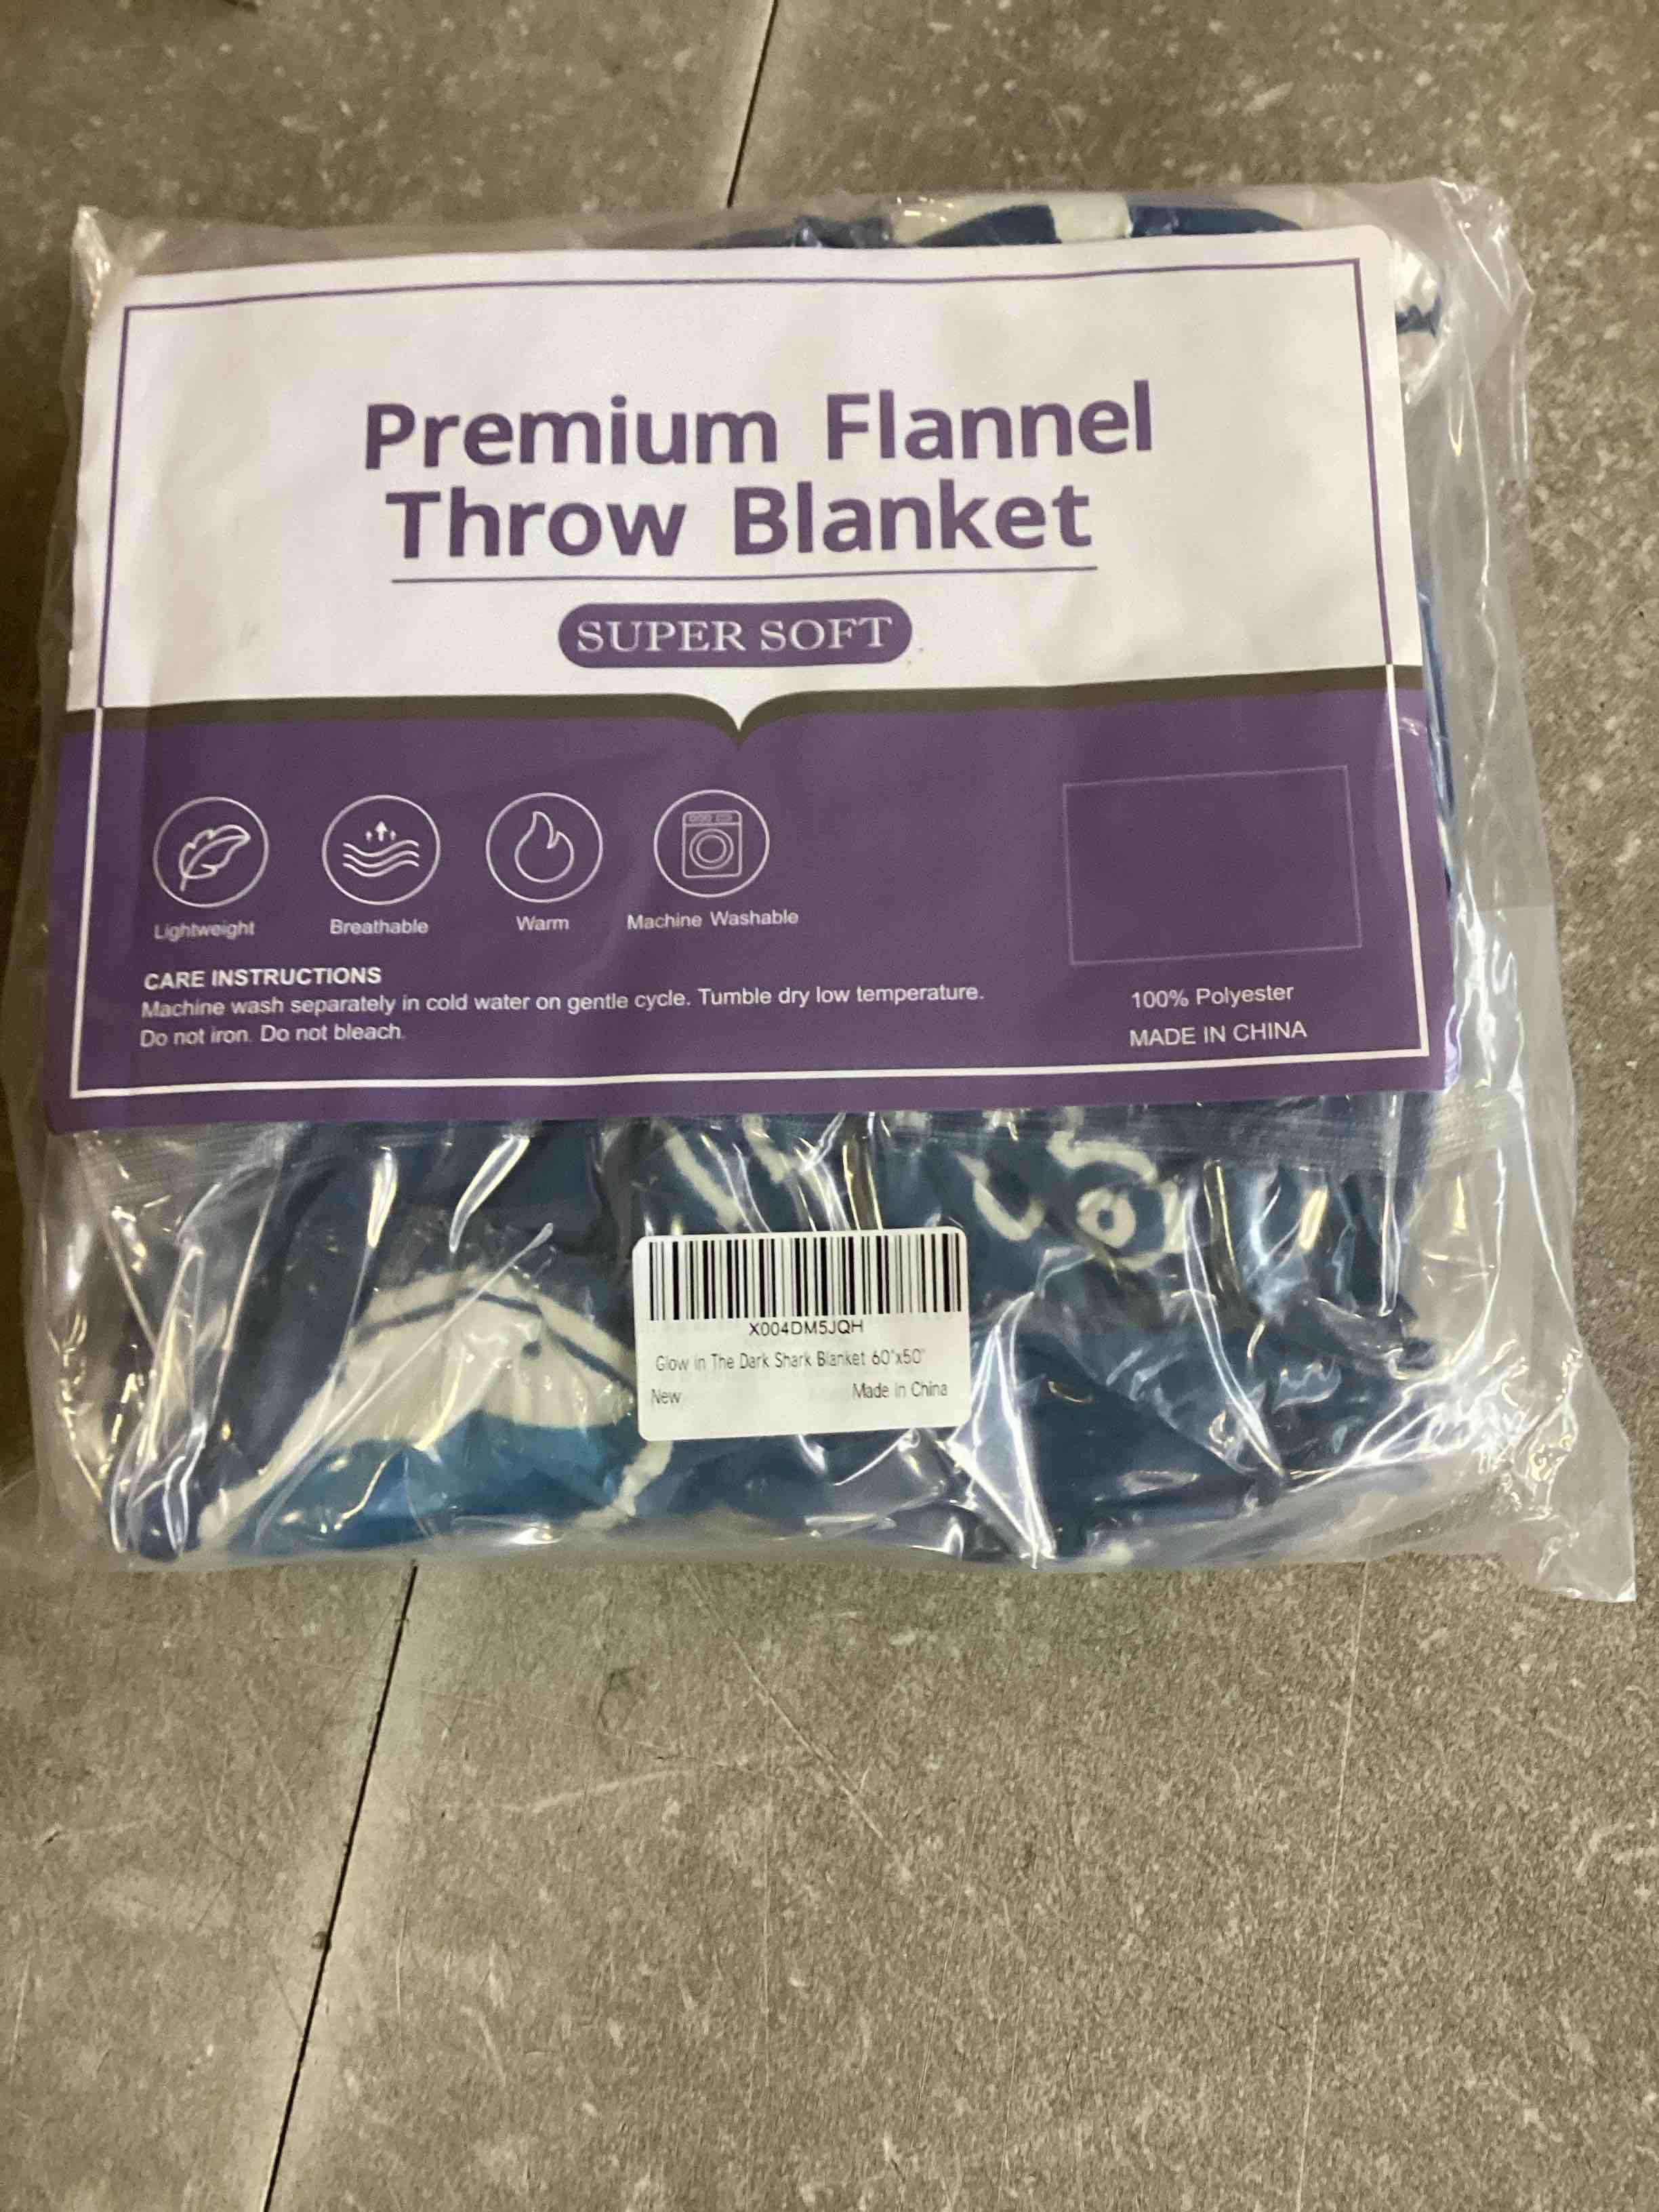 Premium Flannel
Throw Blanket
SUPER SOFT
Lightweight Breathable Warm Machine Washable
CARE INSTRUCTIONS
Machine wash separately in cold water on gentle cycle. Tumble dry low temperature.
Do not iron. Do not bleach.
100% Polyester
MADE IN CHINA
X004DM5JQH
Glow in The Dark Shark Blanket 60"x50"
New Made in China